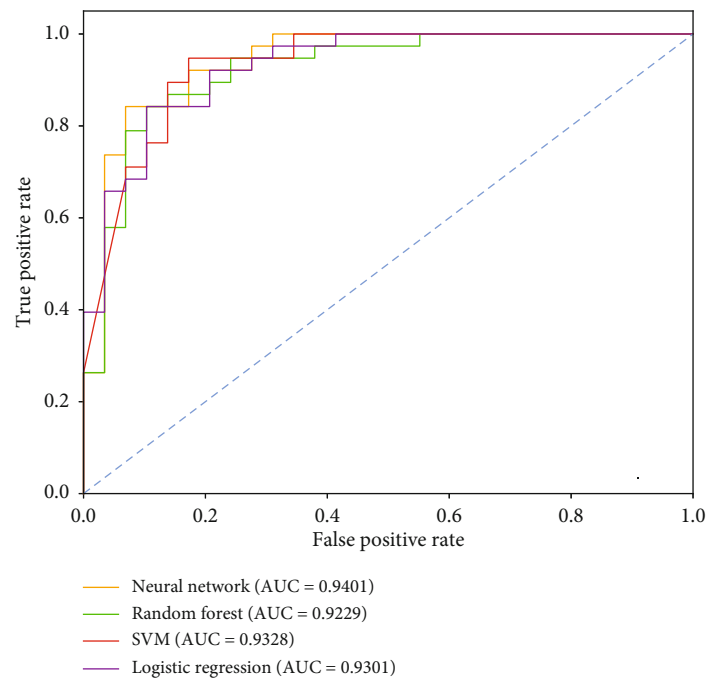 1.0
0.8
0.6
0.4
0.2
0.0
True positive rate
0.0 0.2 0.4 0.6 0.8 1.0
False positive rate
Neural network (AUC = 0.9401)
Random forest (AUC = 0.9229)
SVM (AUC = 0.9328)
Logistic regression (AUC = 0.9301)